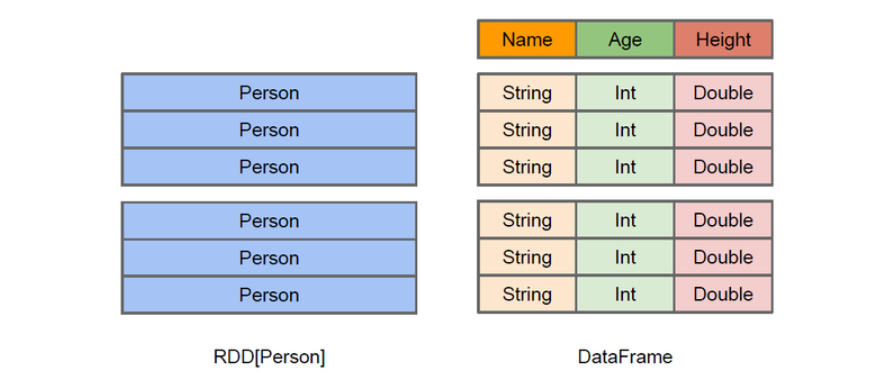 Name Age Height
Person String Int Double
Person String Int Double
Person String Int Double
Person String Int Double
Person String Int Double
Person String Int Double
RDD[Person] DataFrame